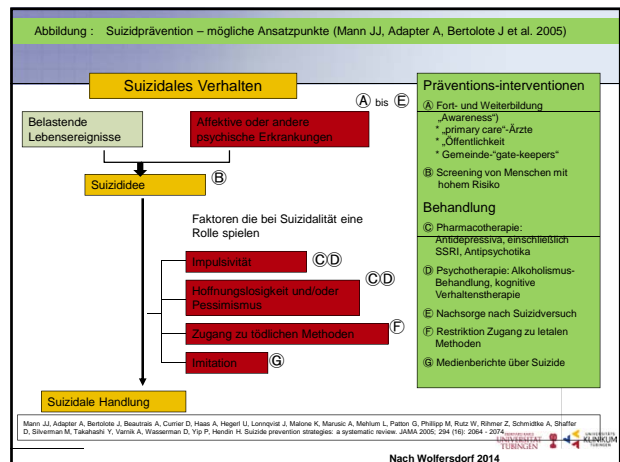 Abbildung : Suizidprävention – mögliche Ansatzpunkte (Mann JJ, Adapter A, Bertolote J et al. 2005)
Suizidales Verhalten
Ⓐ bis Ⓔ
Belastende
Lebensereignisse
Affektive oder andere
psychische Erkrankungen
Suizididee
Ⓑ
Faktoren die bei Suizidalität eine
Rolle spielen
Impulsivität
ⒸⒹ
ⒸⒹ
Hoffnungslosigkeit und/oder
Pessimismus
Zugang zu tödlichen Methoden
Ⓕ
Imitation
Ⓖ
Suizidale Handlung
Präventions-interventionen
Ⓐ Fort- und Weiterbildung
„Awareness“)
* „primary care“-Ärzte
* „Öffentlichkeit
* Gemeinde-“gate-keepers“
Ⓑ Screening von Menschen mit
hohem Risiko
Behandlung
Ⓒ Pharmacotherapie:
Antidepressiva, einschließlich
SSRI, Antipsychotika
Ⓓ Psychotherapie: Alkoholismus-
Behandlung, kognitive
Verhaltenstherapie
Ⓔ Nachsorge nach Suizidversuch
Ⓕ Restriktion Zugang zu letalen
Methoden
Ⓖ Medienberichte über Suizide
Mann JJ, Adapter A, Bertolote J, Beautrais A, Currier D, Haas A, Hegerl U, Lonnqvist J, Malone K, Marusic A, Mehlum L, Patton G, Phillipp M, Rutz W, Rihmer Z, Schmidtke A, Shaffer
D, Silverman M, Takahashi Y, Varnik A, Wasserman D, Yip P, Hendin H. Suizide prevention strategies: a systematic review. JAMA 2005; 294 (16): 2064 - 2074
UNIVERSITÄT
TÜBINGEN
UNIVERSITÄTS
KLINIKUM
TÜBINGEN
Nach Wolfersdorf 2014